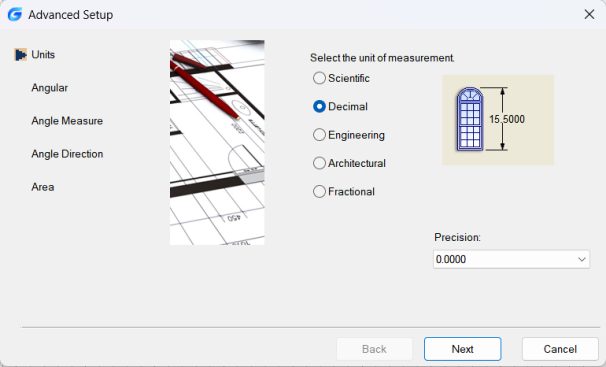 Advanced Setup
Units
Angular
Angle Measure
Angle Direction
Area
450
Select the unit of measurement.
Scientific
Decimal
Engineering
Architectural
Fractional
15.5000
Precision:
0.0000
Back
Next
Cancel